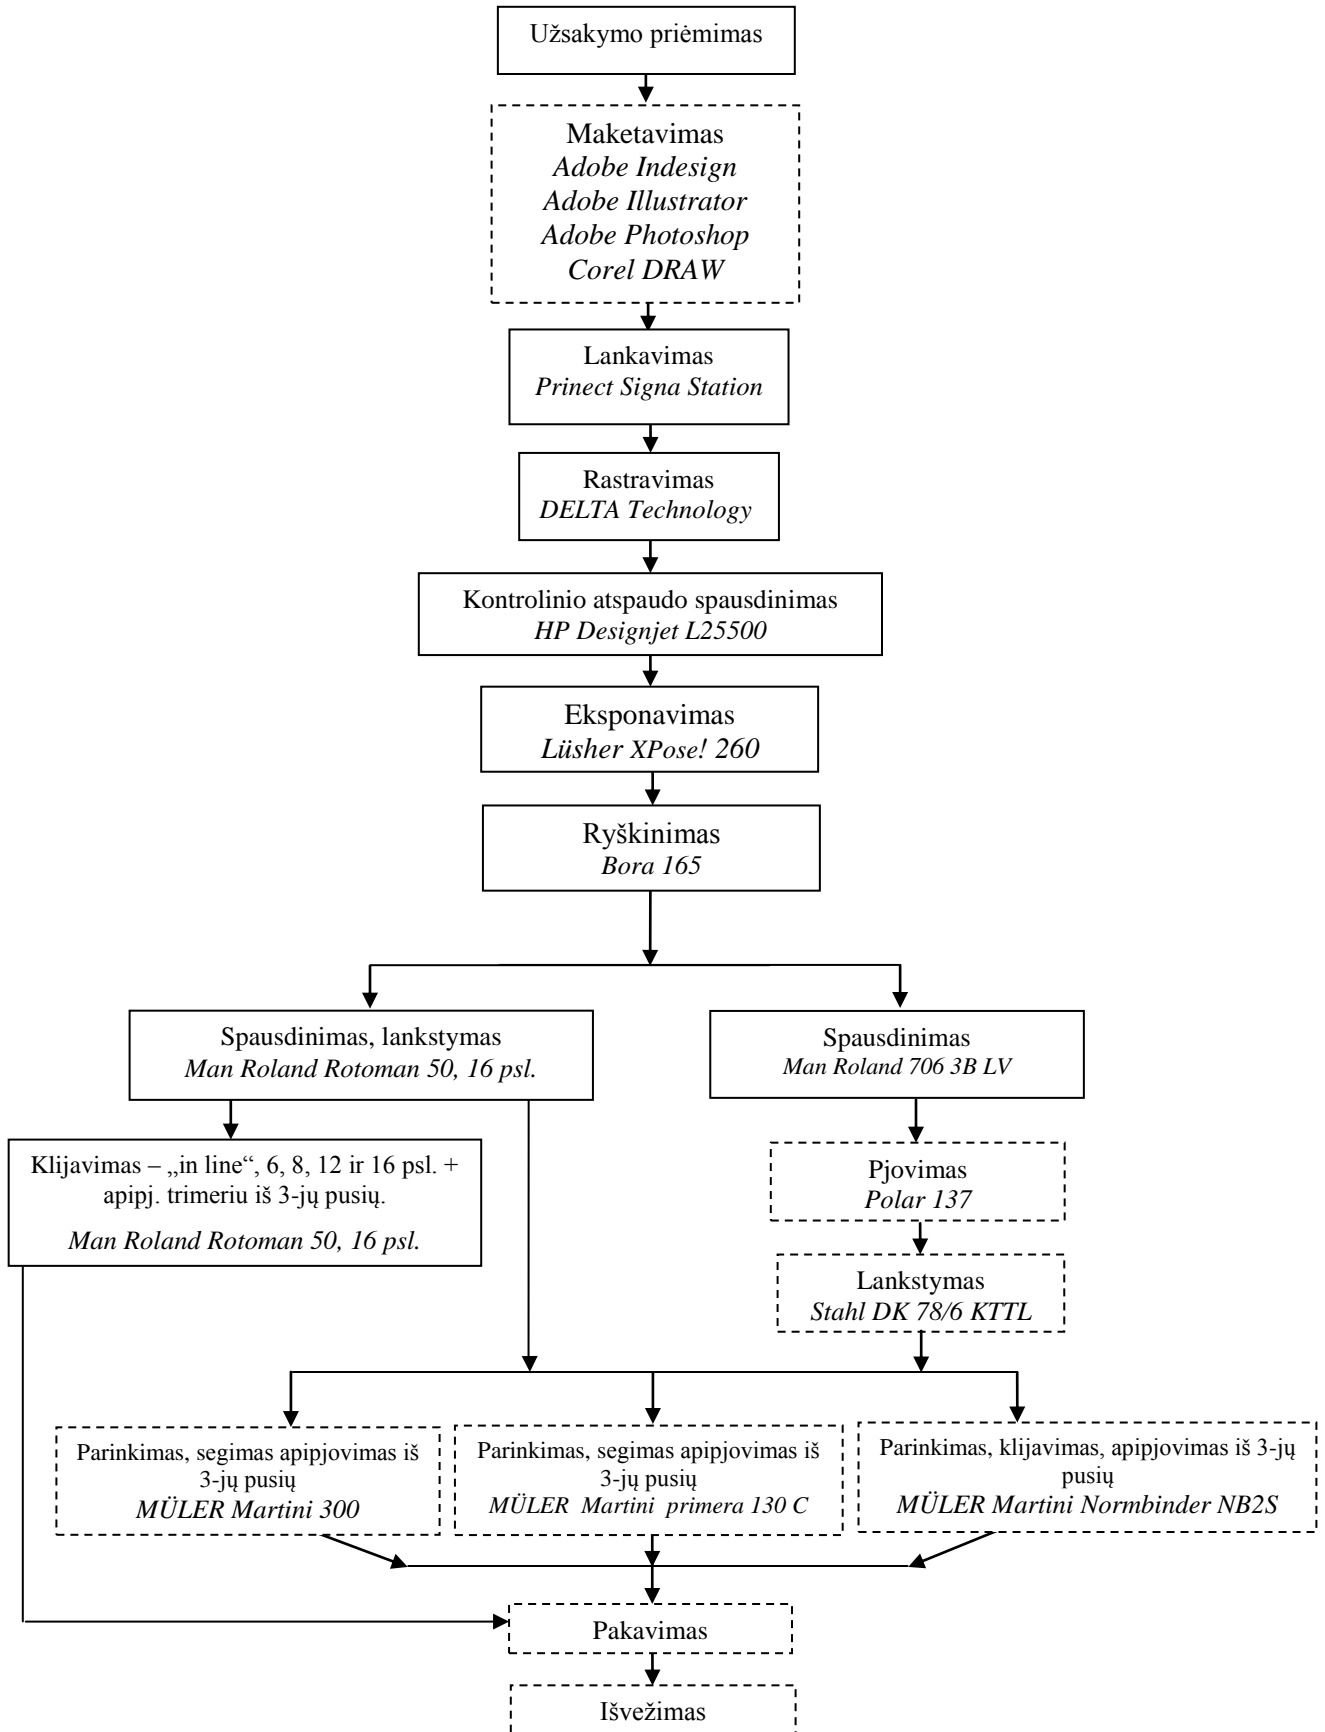 Užsakymo priėmimas
Maketavimas
Adobe Indesign
Adobe Illustrator
Adobe Photoshop
Corel DRAW
Lankavimas
Prinect Signa Station
Rastravimas
DELTA Technology
Kontrolinio atspaudo spausdinimas
HP Designjet L25500
Eksponavimas
Lüsher XPose! 260
Ryškinimas
Bora 165
Spausdinimas, lankstymas
Man Roland Rotoman 50, 16 psl.
Spausdinimas
Man Roland 706 3B LV
Klijavimas – „in line“, 6, 8, 12 ir 16 psl. +
apipj. trimeriu iš 3-jų pusių.
Man Roland Rotoman 50, 16 psl.
Pjovimas
Polar 137
Lankstymas
Stahl DK 78/6 KTTL
Parinkimas, segimas apipjovimas iš
3-jų pusių
MÜLER Martini 300
Parinkimas, segimas apipjovimas iš
3-jų pusių
MÜLER Martini primera 130 C
Parinkimas, klijavimas, apipjovimas iš 3-jų
pusių
MÜLER Martini Normbinder NB2S
Pakavimas
Išvežimas